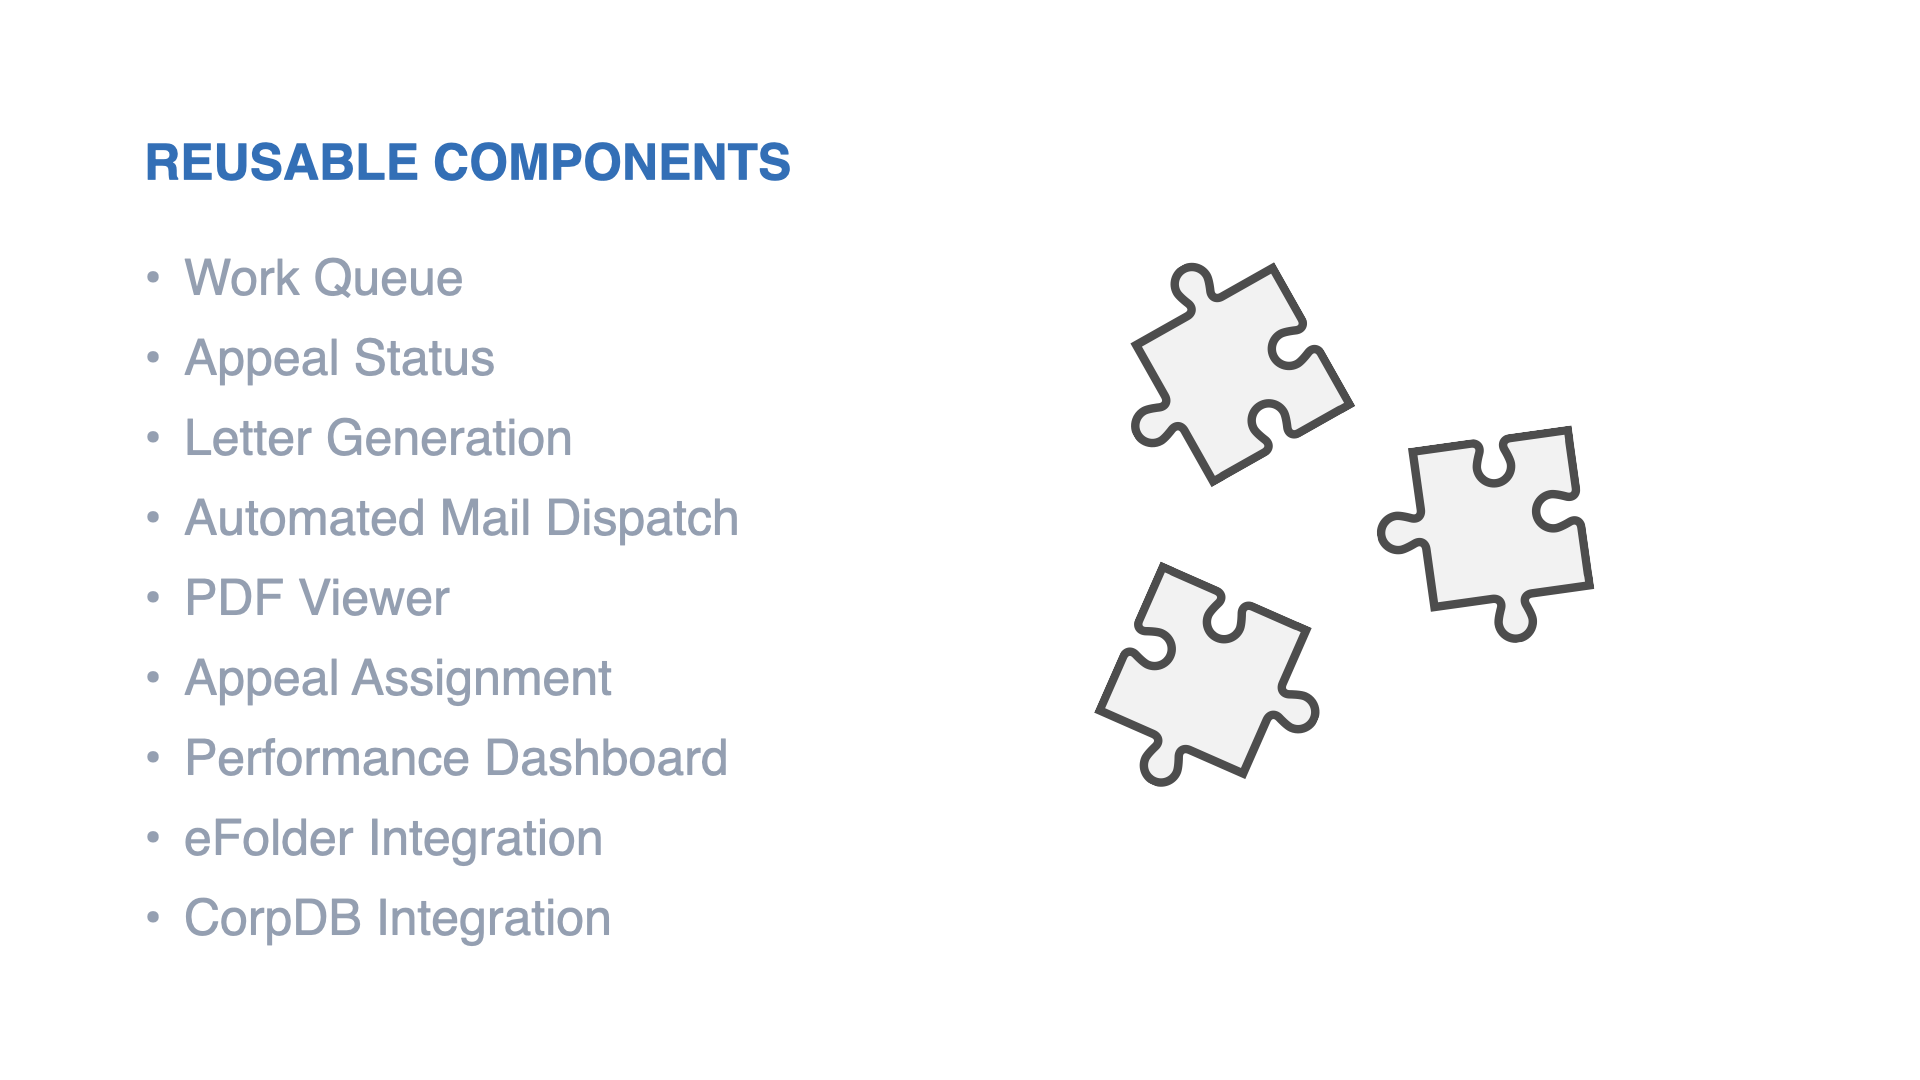 REUSABLE COMPONENTS
• Work Queue
• Appeal Status
• Letter Generation
• Automated Mail Dispatch
• PDF Viewer
• Appeal Assignment
• Performance Dashboard
• eFolder Integration
• CorpDB Integration